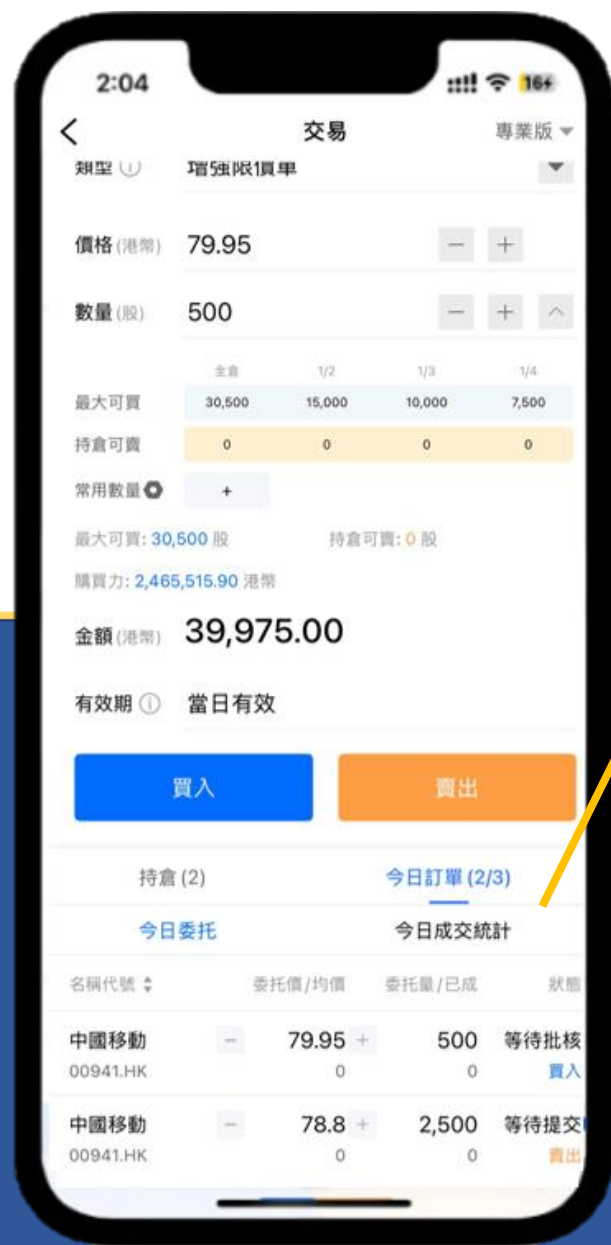 2:04 16
交易 專業版
類型 增強限價單
價格(港幣) 79.95 − +
數量(股) 500 − +
全倉 1/2 1/3 1/4
最大可買 30,500 15,000 10,000 7,500
持倉可賣 0 0 0 0
常用數量 +
最大可買: 30,500 股 持倉可賣: 0 股
購買力: 2,465,515.90 港幣
金額(港幣) 39,975.00
有效期 當日有效
買入 賣出
持倉 (2) 今日訂單 (2/3)
今日委托 今日成交統計
名稱代號 委托價/均價 委托量/已成 狀態
中國移動 − 79.95 + 500 等待批核
00941.HK 0 0 買入
中國移動 − 78.8 + 2,500 等待提交
00941.HK 0 0 賣出